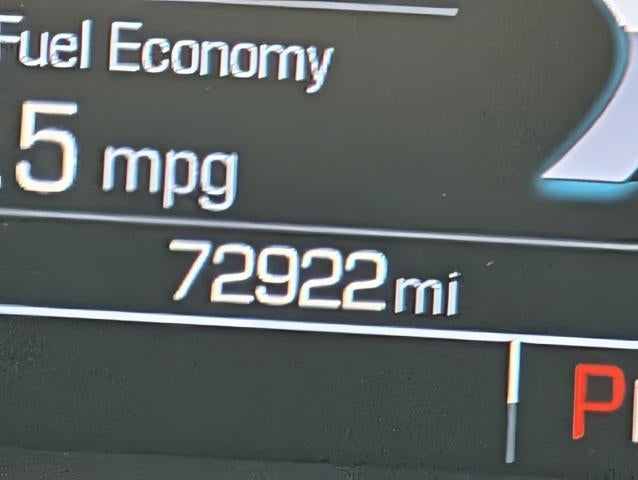 Fuel Economy
.5 mpg
72922 mi
P